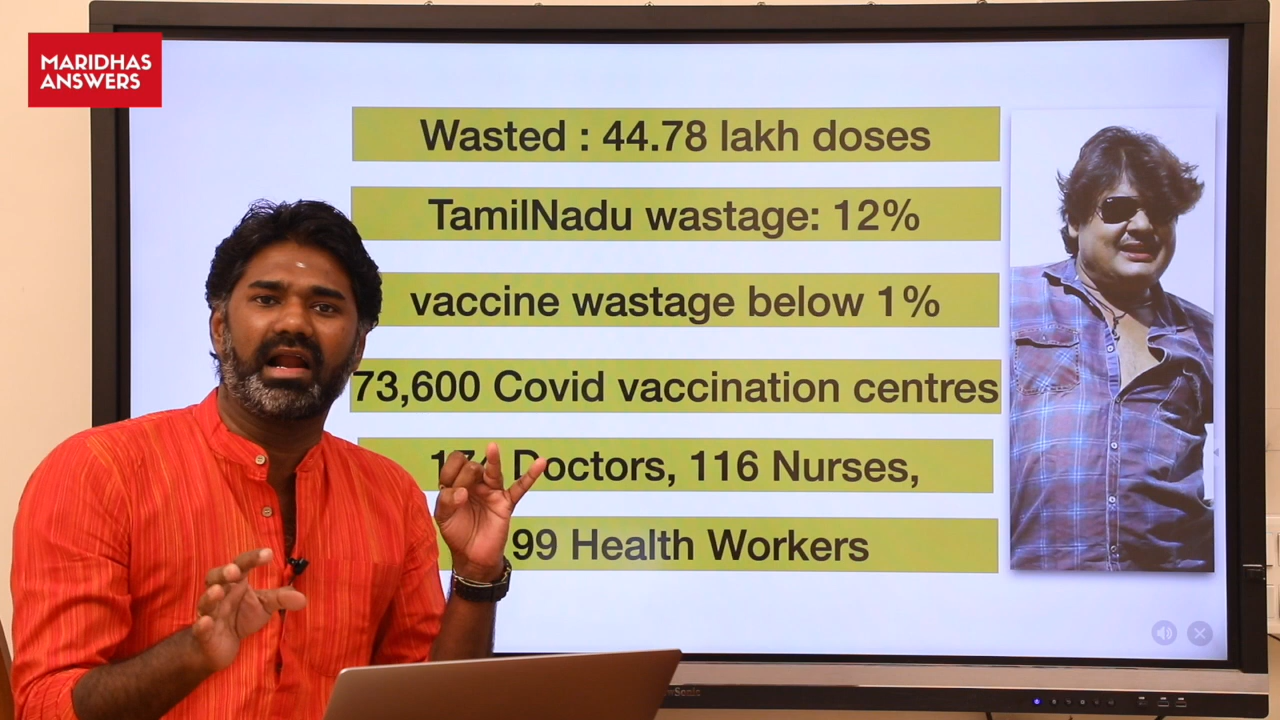 MARIDHAS
ANSWERS
Wasted : 44.78 lakh doses
TamilNadu wastage: 12%
vaccine wastage below 1%
73,600 Covid vaccination centres
Doctors, 116 Nurses,
99 Health Workers